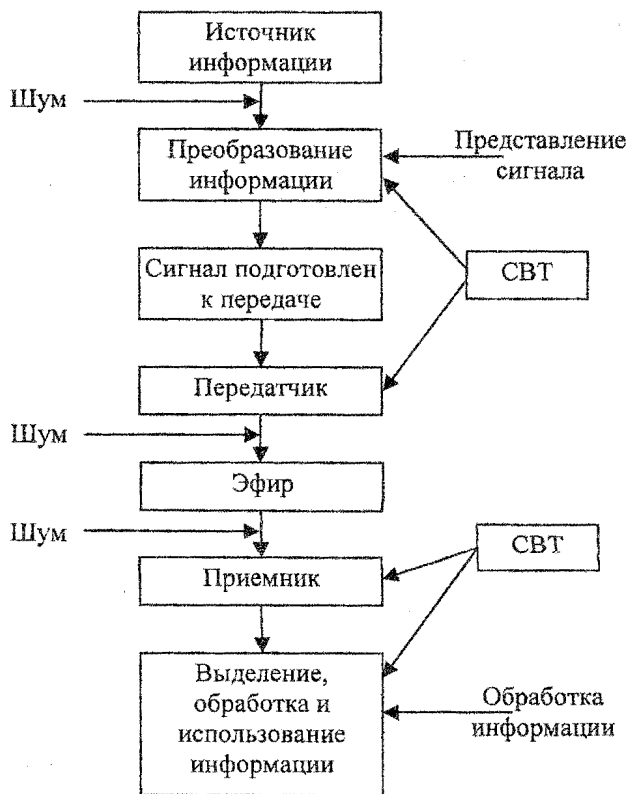 Источник
информации
Шум
Преобразование
информации
Представление
сигнала
Сигнал подготовлен
к передаче
СВТ
Передатчик
Шум
Эфир
Шум
СВТ
Приемник
Выделение,
обработка и
использование
информации
Обработка
информации